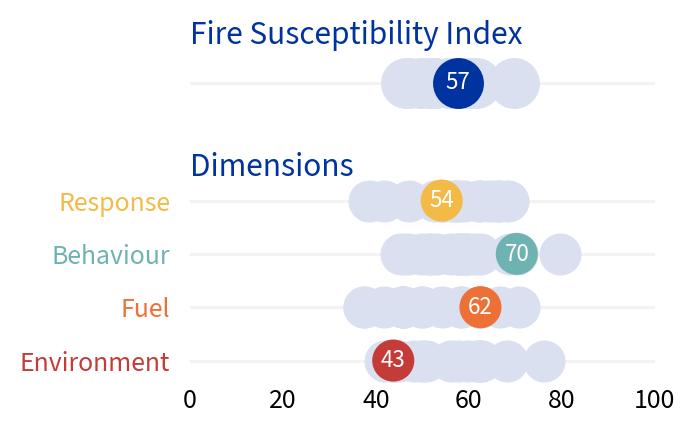 Fire Susceptibility Index
57
Dimensions
Response 54
Behaviour 70
Fuel 62
Environment 43
0 20 40 60 80 100